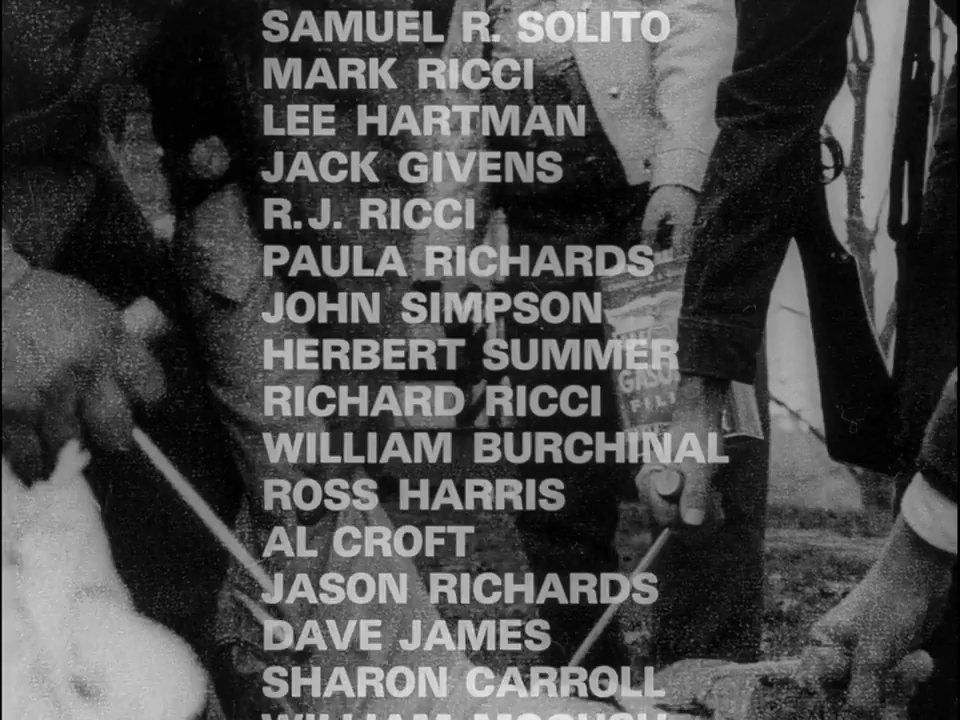 SAMUEL R. SOLITO
MARK RICCI
LEE HARTMAN
JACK GIVENS
R.J. RICCI
PAULA RICHARDS
JOHN SIMPSON
HERBERT SUMMER
RICHARD RICCI
WILLIAM BURCHINAL
ROSS HARRIS
AL CROFT
JASON RICHARDS
DAVE JAMES
SHARON CARROLL
WILLIAM